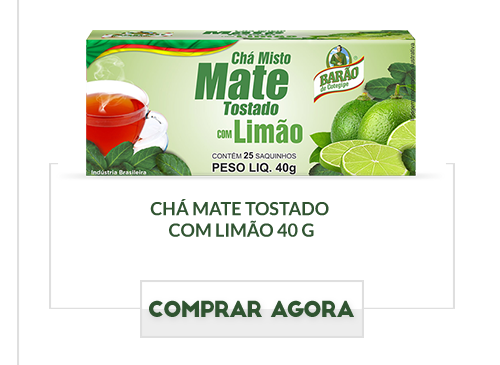 Chá Misto
Mate
Tostado
COM Limão
CONTÉM 25 SAQUINHOS
PESO LIQ. 40g
BARÃO
de Cotegipe
Indústria Brasileira
CHÁ MATE TOSTADO
COM LIMÃO 40 G
COMPRAR AGORA